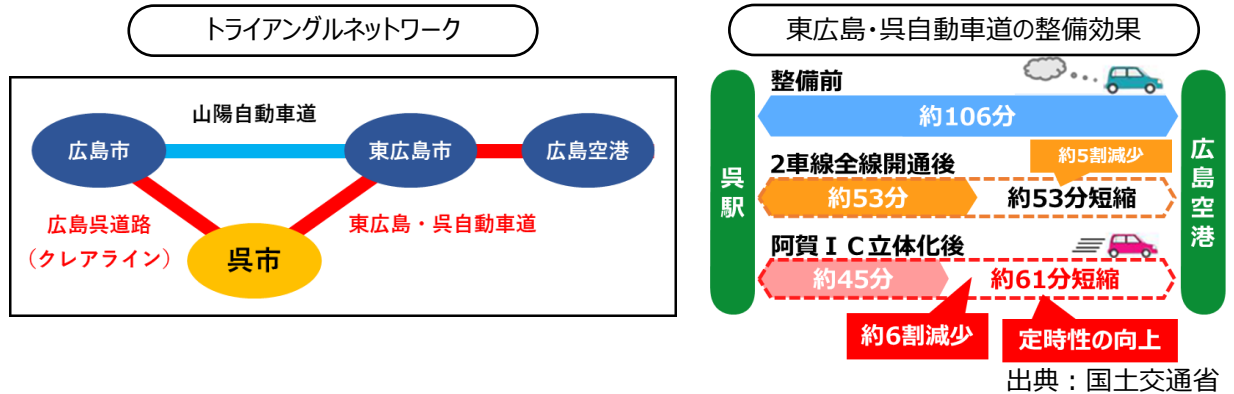 トライアングルネットワーク
山陽自動車道
広島市
東広島市
広島空港
広島呉道路
（クレアライン）
東広島・呉自動車道
呉市
東広島・呉自動車道の整備効果
呉駅
広島空港
整備前
約106分
2車線全線開通後
約5割減少
約53分
約53分短縮
阿賀ＩＣ立体化後
約45分
約61分短縮
約6割減少
定時性の向上
出典：国土交通省